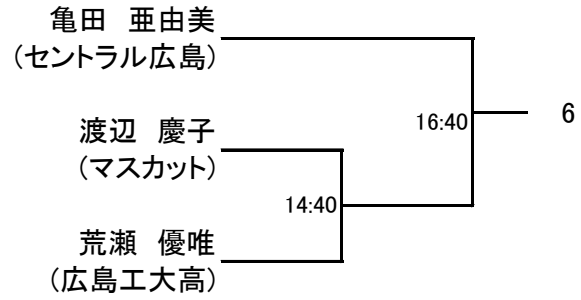 亀田　亜由美
(セントラル広島)
16:40
6
渡辺　慶子
(マスカット)
14:40
荒瀬　優唯
(広島工大高)